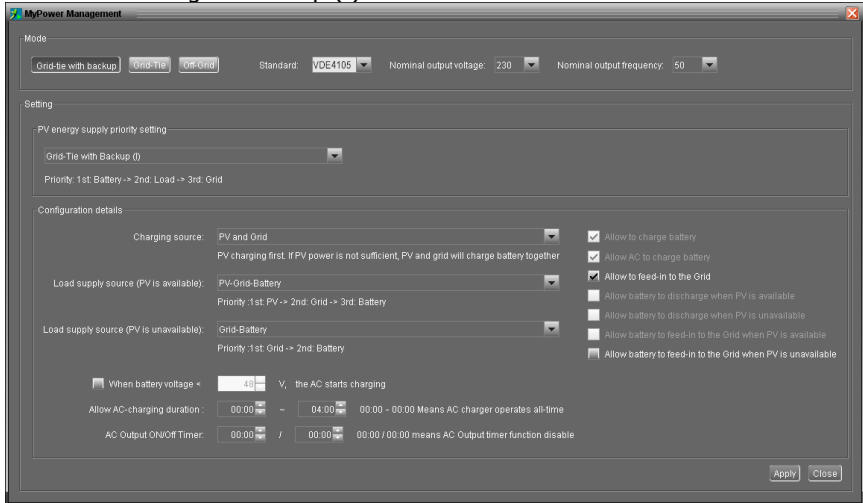 MyPower Management
Mode
Grid-tie with backup Grid-Tie Off-Grid Standard: VDE4105 Nominal output voltage: 230 Nominal output frequency: 50
Setting
PV energy supply priority setting
Grid-Tie with Backup (I)
Priority: 1st: Battery -> 2nd: Load -> 3rd: Grid
Configuration details
Charging source: PV and Grid
PV charging first. If PV power is not sufficient, PV and grid will charge battery together
Load supply source (PV is available): PV-Grid-Battery
Priority :1st: PV -> 2nd: Grid -> 3rd: Battery
Load supply source (PV is unavailable): Grid-Battery
Priority :1st: Grid -> 2nd: Battery
Allow to charge battery
Allow AC to charge battery
Allow to feed-in to the Grid
Allow battery to discharge when PV is available
Allow battery to discharge when PV is unavailable
Allow battery to feed-in to the Grid when PV is available
Allow battery to feed-in to the Grid when PV is unavailable
When battery voltage < 48 V, the AC starts charging
Allow AC-charging duration : 00:00 ~ 04:00 00:00 - 00:00 Means AC charger operates all-time
AC Output ON/Off Timer: 00:00 / 00:00 00:00 / 00:00 means AC Output timer function disable
Apply Close